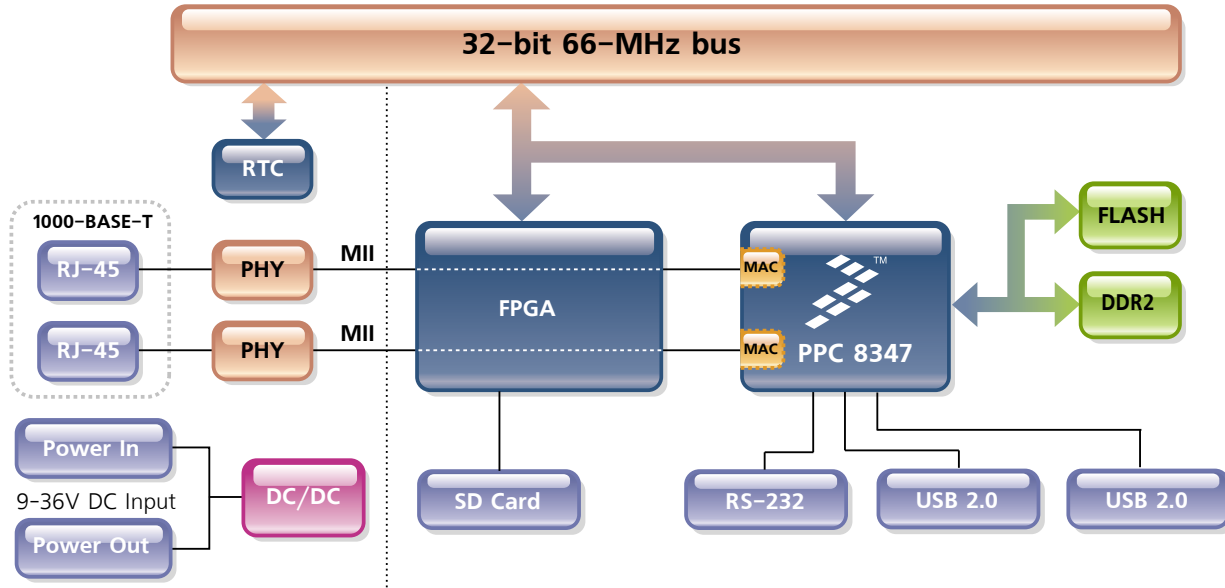 32-bit 66-MHz bus
RTC
1000-BASE-T
RJ-45
PHY
MII
RJ-45
PHY
MII
FPGA
MAC
MAC
TM
PPC 8347
FLASH
DDR2
Power In
9-36V DC Input
Power Out
DC/DC
SD Card
RS-232
USB 2.0
USB 2.0